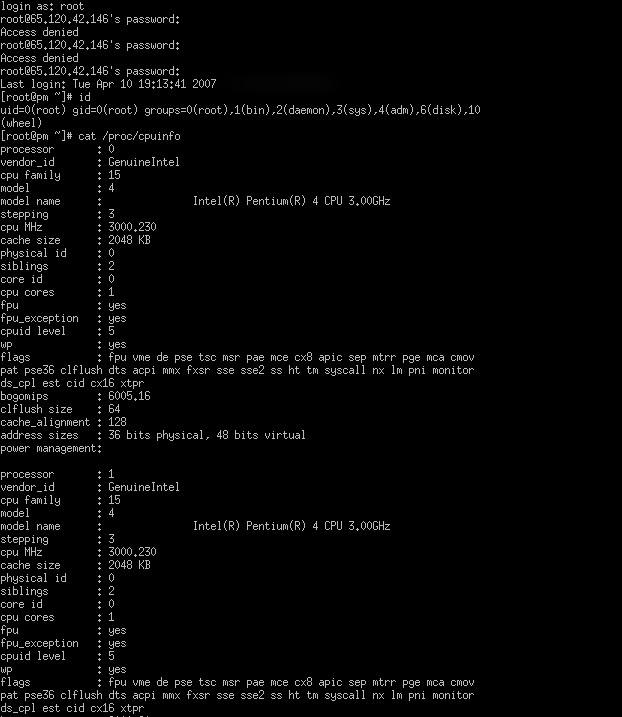 login as: root
root@65.120.42.146's password:
Access denied
root@65.120.42.146's password:
Access denied
root@65.120.42.146's password:
Last login: Tue Apr 10 19:13:41 2007
[root@pm ~]# id
uid=0(root) gid=0(root) groups=0(root),1(bin),2(daemon),3(sys),4(adm),6(disk),10
(wheel)
[root@pm ~]# cat /proc/cpuinfo
processor : 0
vendor_id : GenuineIntel
cpu family : 15
model : 4
model name : Intel(R) Pentium(R) 4 CPU 3.00GHz
stepping : 3
cpu MHz : 3000.230
cache size : 2048 KB
physical id : 0
siblings : 2
core id : 0
cpu cores : 1
fpu : yes
fpu_exception : yes
cpuid level : 5
wp : yes
flags : fpu vme de pse tsc msr pae mce cx8 apic sep mtrr pge mca cmov
pat pse36 clflush dts acpi mmx fxsr sse sse2 ss ht tm syscall nx lm pni monitor
ds_cpl est cid cx16 xtpr
bogomips : 6005.16
clflush size : 64
cache_alignment : 128
address sizes : 36 bits physical, 48 bits virtual
power management:
processor : 1
vendor_id : GenuineIntel
cpu family : 15
model : 4
model name : Intel(R) Pentium(R) 4 CPU 3.00GHz
stepping : 3
cpu MHz : 3000.230
cache size : 2048 KB
physical id : 0
siblings : 2
core id : 0
cpu cores : 1
fpu : yes
fpu_exception : yes
cpuid level : 5
wp : yes
flags : fpu vme de pse tsc msr pae mce cx8 apic sep mtrr pge mca cmov
pat pse36 clflush dts acpi mmx fxsr sse sse2 ss ht tm syscall nx lm pni monitor
ds_cpl est cid cx16 xtpr